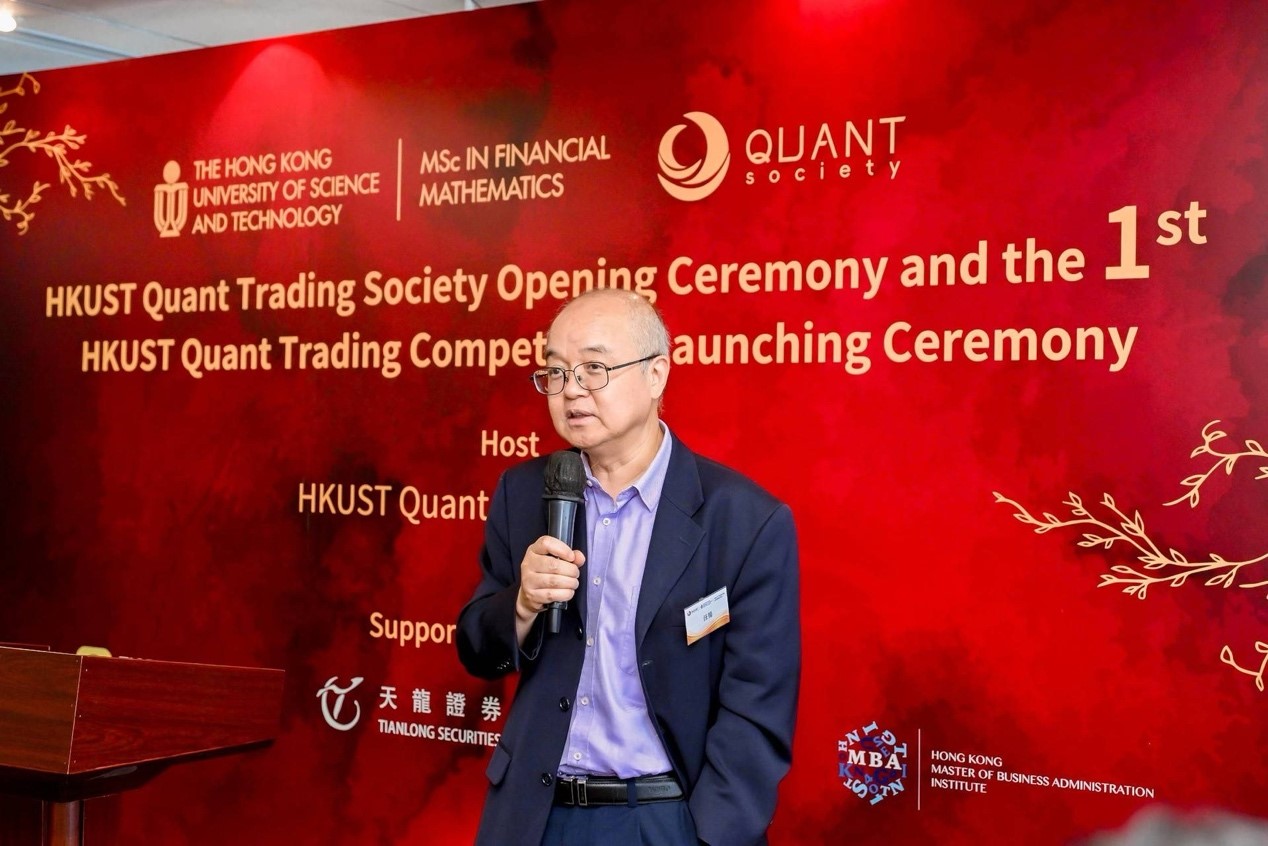 THE HONG KONG
UNIVERSITY OF SCIENCE
AND TECHNOLOGY
MSc IN FINANCIAL
MATHEMATICS
QUANT
society
HKUST Quant Trading Society Opening Ceremony and the 1st
HKUST Quant Trading Compet aunching Ceremony
Host
HKUST Quant
Suppor
天龍證券
TIANLONG SECURITIES
MBA
HONG KONG
MASTER OF BUSINESS ADMINISTRATION
INSTITUTE